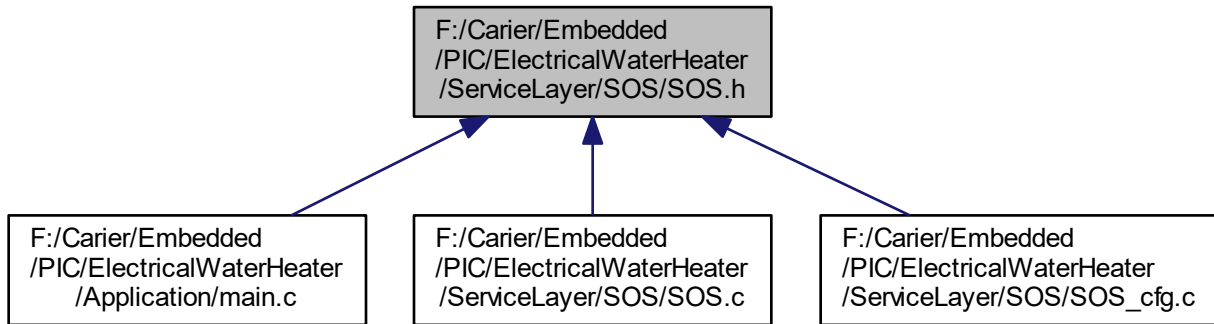 F:/Carier/Embedded
/PIC/ElectricalWaterHeater
/ServiceLayer/SOS/SOS.h
F:/Carier/Embedded
/PIC/ElectricalWaterHeater
/Application/main.c
F:/Carier/Embedded
/PIC/ElectricalWaterHeater
/ServiceLayer/SOS/SOS.c
F:/Carier/Embedded
/PIC/ElectricalWaterHeater
/ServiceLayer/SOS/SOS_cfg.c